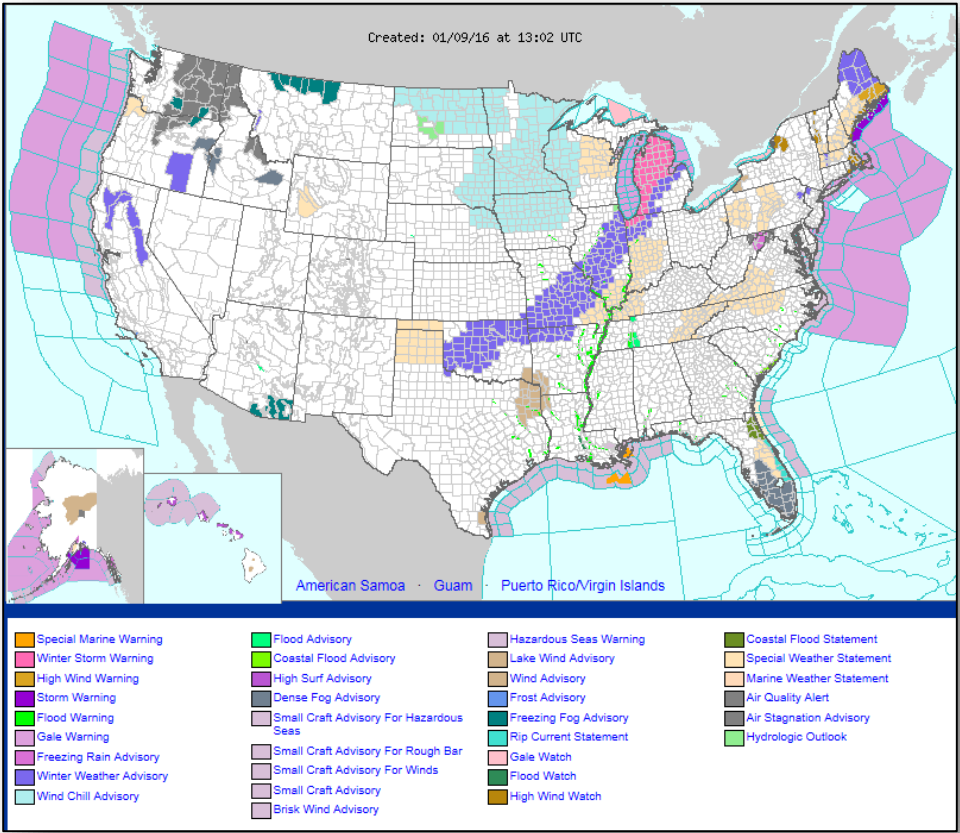 Created: 01/09/16 at 13:02 UTC
American Samoa · Guam · Puerto Rico/Virgin Islands
Special Marine Warning
Winter Storm Warning
High Wind Warning
Storm Warning
Flood Warning
Gale Warning
Freezing Rain Advisory
Winter Weather Advisory
Wind Chill Advisory
Flood Advisory
Coastal Flood Advisory
High Surf Advisory
Dense Fog Advisory
Small Craft Advisory For Hazardous
Seas
Small Craft Advisory For Rough Bar
Small Craft Advisory For Winds
Small Craft Advisory
Brisk Wind Advisory
Hazardous Seas Warning
Lake Wind Advisory
Wind Advisory
Frost Advisory
Freezing Fog Advisory
Rip Current Statement
Gale Watch
Flood Watch
High Wind Watch
Coastal Flood Statement
Special Weather Statement
Marine Weather Statement
Air Quality Alert
Air Stagnation Advisory
Hydrologic Outlook